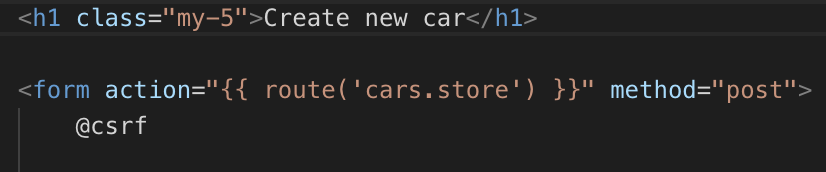 <h1 class="my-5">Create new car</h1>
<form action="{{ route('cars.store') }}" method="post">
@csrf